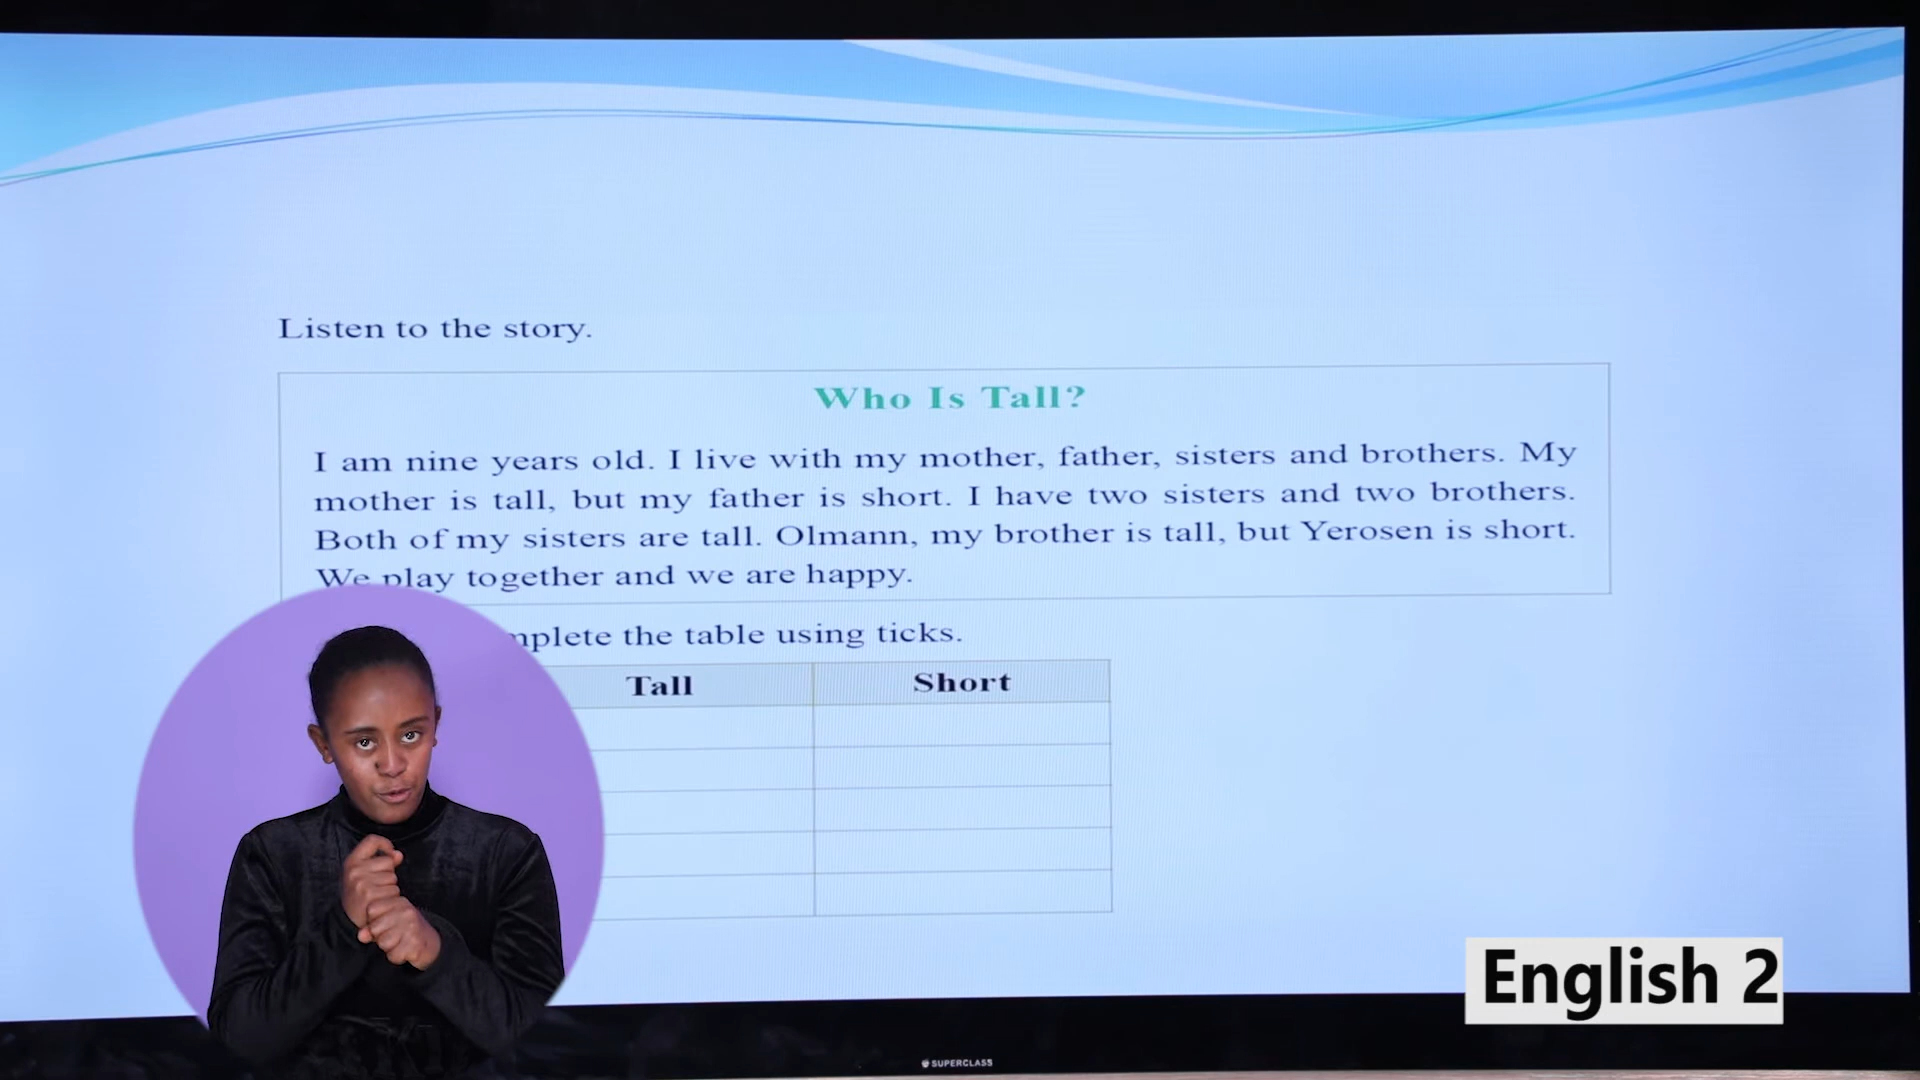 Listen to the story.
Who Is Tall?
I am nine years old. I live with my mother, father, sisters and brothers. My
mother is tall, but my father is short. I have two sisters and two brothers.
Both of my sisters are tall. Olmann, my brother is tall, but Yerosen is short.
We play together and we are happy.
the table using ticks.
Tall Short
English 2
SUPERCLASS